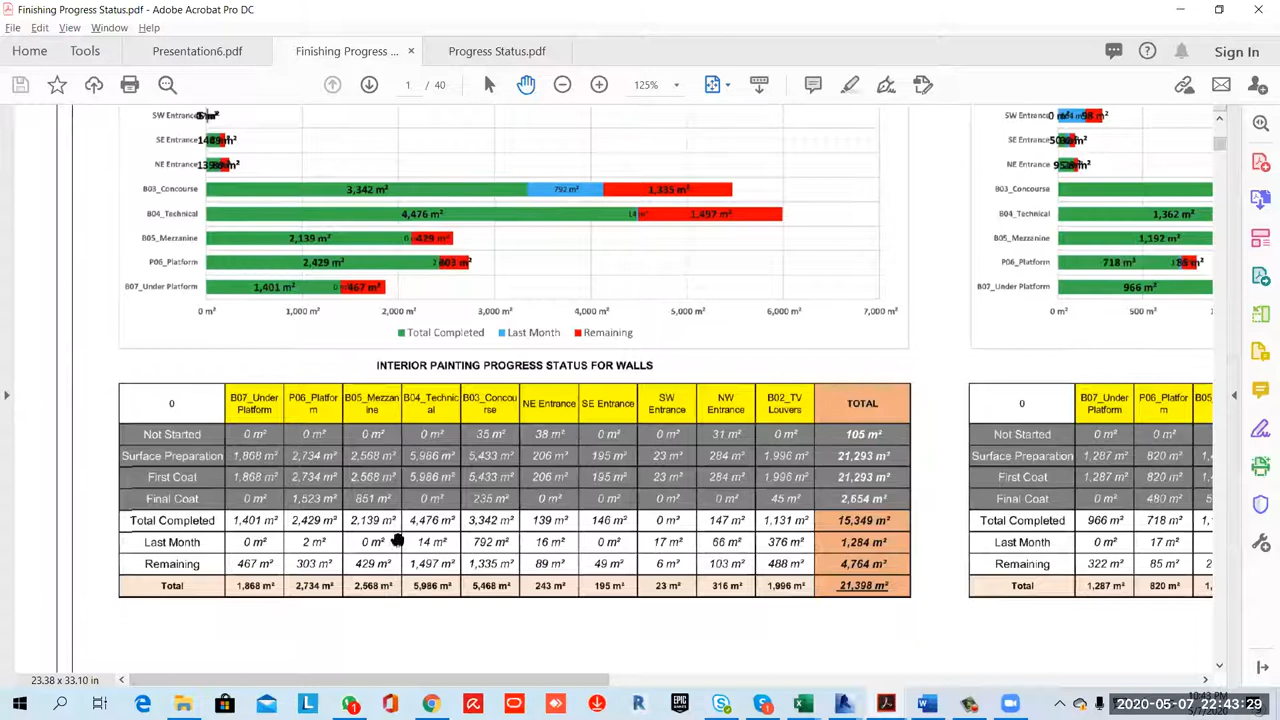 Finishing Progress Status.pdf - Adobe Acrobat Pro DC
File Edit View Window Help
Home Tools Presentation6.pdf Finishing Progress ... × Progress Status.pdf Sign In
1 / 40 125%
SW Entrance
SE Entrance
NE Entrance
B03_Concourse 3,342 m² 792 m² 1,335 m²
B04_Technical 4,476 m² 1,497 m²
B05_Mezzanine 2,139 m² 429 m²
P06_Platform 2,429 m² 303 m²
B07_Under Platform 1,401 m² 467 m²
0 m² 1,000 m² 2,000 m² 3,000 m² 4,000 m² 5,000 m² 6,000 m² 7,000 m²
Total Completed Last Month Remaining
SW Entrance
SE Entrance
NE Entrance
B03_Concourse
B04_Technical 1,362 m²
B05_Mezzanine 1,192 m²
P06_Platform 718 m² 85 m²
B07_Under Platform 966 m²
0 m² 500 m²
INTERIOR PAINTING PROGRESS STATUS FOR WALLS
0 B07_Under Platform P06_Platform B05_Mezzanine B04_Technical B03_Concourse NE Entrance SE Entrance SW Entrance NW Entrance B02_TV Louvers TOTAL
Not Started 0 m² 0 m² 0 m² 0 m² 35 m² 38 m² 0 m² 0 m² 31 m² 0 m² 105 m²
Surface Preparation 1,868 m² 2,734 m² 2,568 m² 5,986 m² 5,433 m² 206 m² 195 m² 23 m² 284 m² 1,996 m² 21,293 m²
First Coat 1,868 m² 2,734 m² 2,568 m² 5,986 m² 5,433 m² 206 m² 195 m² 23 m² 284 m² 1,996 m² 21,293 m²
Final Coat 0 m² 1,523 m² 851 m² 0 m² 235 m² 0 m² 0 m² 0 m² 0 m² 45 m² 2,654 m²
Total Completed 1,401 m² 2,429 m² 2,139 m² 4,476 m² 3,342 m² 139 m² 146 m² 0 m² 147 m² 1,131 m² 15,349 m²
Last Month 0 m² 2 m² 0 m² 14 m² 792 m² 16 m² 0 m² 17 m² 66 m² 376 m² 1,284 m²
Remaining 467 m² 303 m² 429 m² 1,497 m² 1,335 m² 89 m² 49 m² 6 m² 103 m² 488 m² 4,764 m²
Total 1,868 m² 2,734 m² 2,568 m² 5,986 m² 5,468 m² 243 m² 195 m² 23 m² 316 m² 1,996 m² 21,398 m²
0 B07_Under Platform P06_Platform
Not Started 0 m² 0 m²
Surface Preparation 1,287 m² 820 m²
First Coat 1,287 m² 820 m²
Final Coat 0 m² 480 m²
Total Completed 966 m² 718 m²
Last Month 0 m² 17 m²
Remaining 322 m² 85 m²
Total 1,287 m² 820 m²
23.38 x 33.10 in
10:43 PM
5/7/2020
2020-05-07 22:43:29